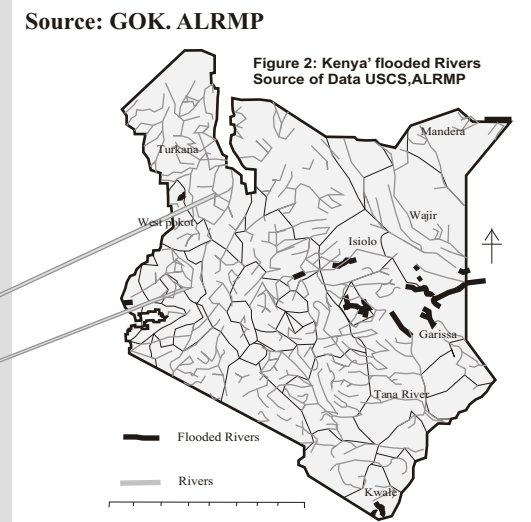 Source: GOK. ALRMP
Figure 2: Kenya' flooded Rivers
Source of Data USCS,ALRMP
Mandera
Turkana
Wajir
West pokot
Isiolo
Garissa
Tana River
Flooded Rivers
Rivers
Kwale